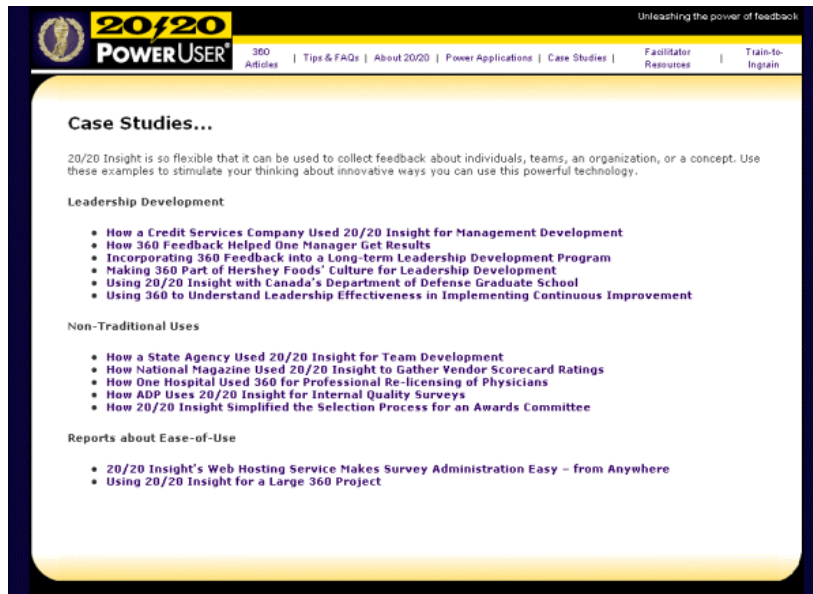 Unleashing the power of feedback
20/20
POWERUSER®
360 Articles | Tips & FAQs | About 20/20 | Power Applications | Case Studies | Facilitator Resources | Train-to-Ingrain
Case Studies...
20/20 Insight is so flexible that it can be used to collect feedback about individuals, teams, an organization, or a concept. Use
these examples to stimulate your thinking about innovative ways you can use this powerful technology.
Leadership Development
• How a Credit Services Company Used 20/20 Insight for Management Development
• How 360 Feedback Helped One Manager Get Results
• Incorporating 360 Feedback into a Long-term Leadership Development Program
• Making 360 Part of Hershey Foods' Culture for Leadership Development
• Using 20/20 Insight with Canada's Department of Defense Graduate School
• Using 360 to Understand Leadership Effectiveness in Implementing Continuous Improvement
Non-Traditional Uses
• How a State Agency Used 20/20 Insight for Team Development
• How National Magazine Used 20/20 Insight to Gather Vendor Scorecard Ratings
• How One Hospital Used 360 for Professional Re-licensing of Physicians
• How ADP Uses 20/20 Insight for Internal Quality Surveys
• How 20/20 Insight Simplified the Selection Process for an Awards Committee
Reports about Ease-of-Use
• 20/20 Insight's Web Hosting Service Makes Survey Administration Easy – from Anywhere
• Using 20/20 Insight for a Large 360 Project